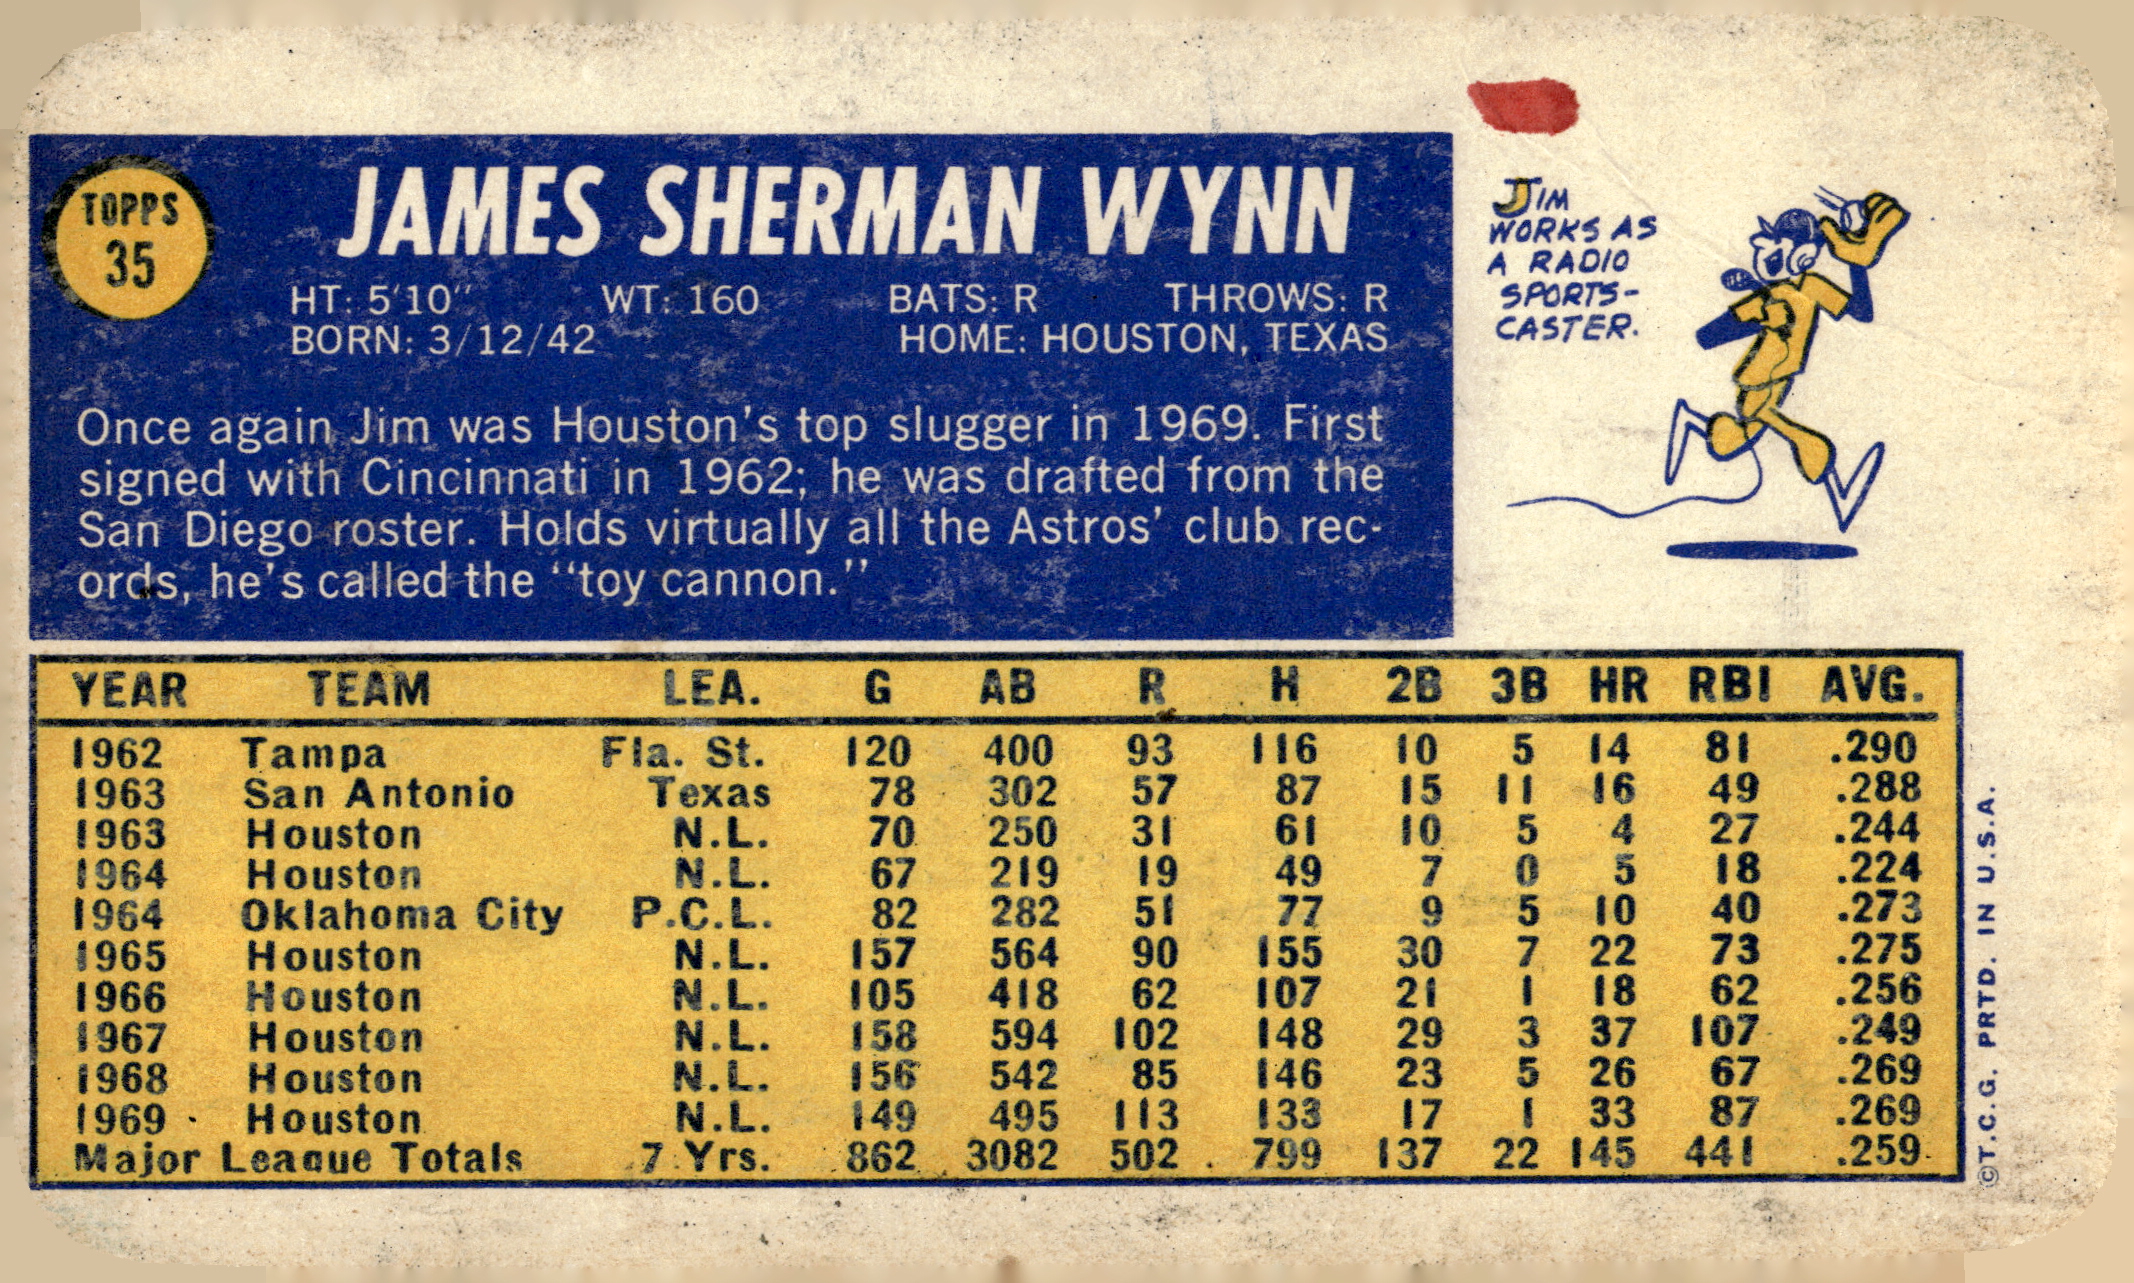 TOPPS
35
JAMES SHERMAN WYNN
HT: 5'10" WT: 160 BATS: R THROWS: R
BORN: 3/12/42 HOME: HOUSTON, TEXAS
Once again Jim was Houston's top slugger in 1969. First
signed with Cincinnati in 1962; he was drafted from the
San Diego roster. Holds virtually all the Astros' club rec-
ords, he's called the "toy cannon."
JIM
WORKS AS
A RADIO
SPORTS-
CASTER.
YEAR TEAM LEA. G AB R H 2B 3B HR RBI AVG.
1962 Tampa Fla. St. 120 400 93 116 10 5 14 81 .290
1963 San Antonio Texas 78 302 57 87 15 11 16 49 .288
1963 Houston N.L. 70 250 31 61 10 5 4 27 .244
1964 Houston N.L. 67 219 19 49 7 0 5 18 .224
1964 Oklahoma City P.C.L. 82 282 51 77 9 5 10 40 .273
1965 Houston N.L. 157 564 90 155 30 7 22 73 .275
1966 Houston N.L. 105 418 62 107 21 1 18 62 .256
1967 Houston N.L. 158 594 102 148 29 3 37 107 .249
1968 Houston N.L. 156 542 85 146 23 5 26 67 .269
1969 Houston N.L. 149 495 113 133 17 1 33 87 .269
Major League Totals 7 Yrs. 862 3082 502 799 137 22 145 441 .259
©T.C.G. PRTD. IN U.S.A.